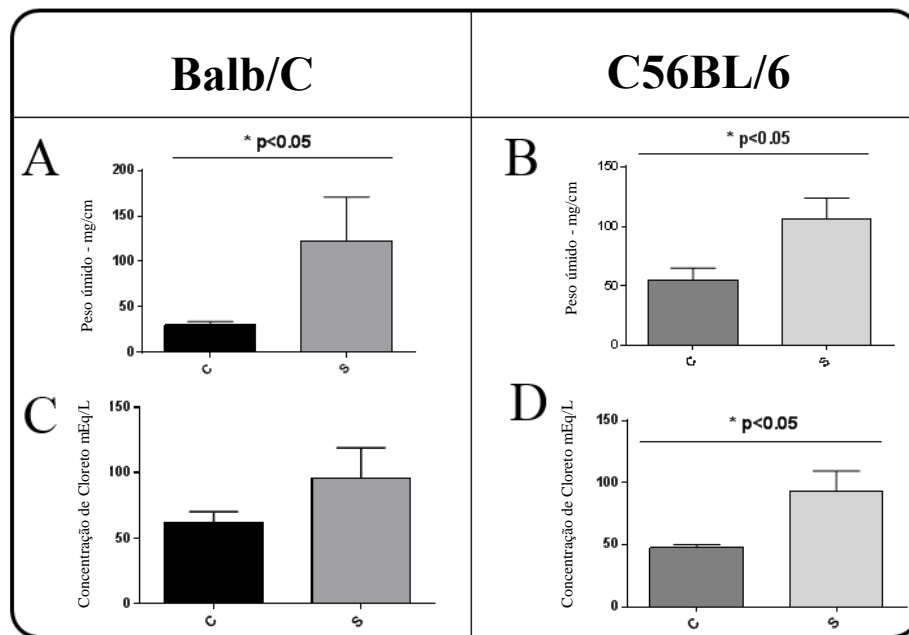 Balb/C
C56BL/6
A
* p<0.05
Peso úmido - mg/cm
200
150
100
50
0
C
S
B
* p<0.05
Peso úmido - mg/cm
150
100
50
0
C
S
C
Concentração de Cloreto mEq/L
150
100
50
0
C
S
D
* p<0.05
Concentração de Cloreto mEq/L
150
100
50
0
C
S